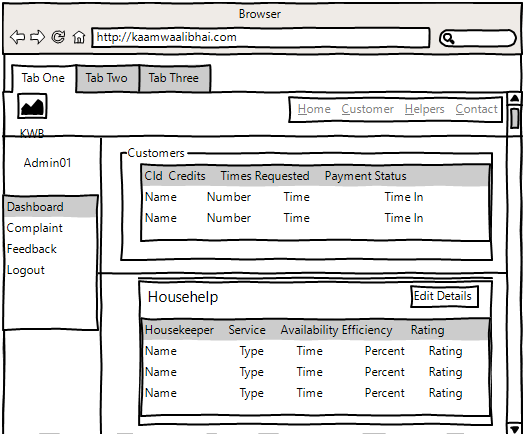 Browser
http://kaamwaalibhai.com
Tab One Tab Two Tab Three
Home Customer Helpers Contact
KWB
Admin01
Dashboard
Complaint
Feedback
Logout
Customers
CId Credits Times Requested Payment Status
Name Number Time Time In
Name Number Time Time In
Househelp Edit Details
Housekeeper Service Availability Efficiency Rating
Name Type Time Percent Rating
Name Type Time Percent Rating
Name Type Time Percent Rating